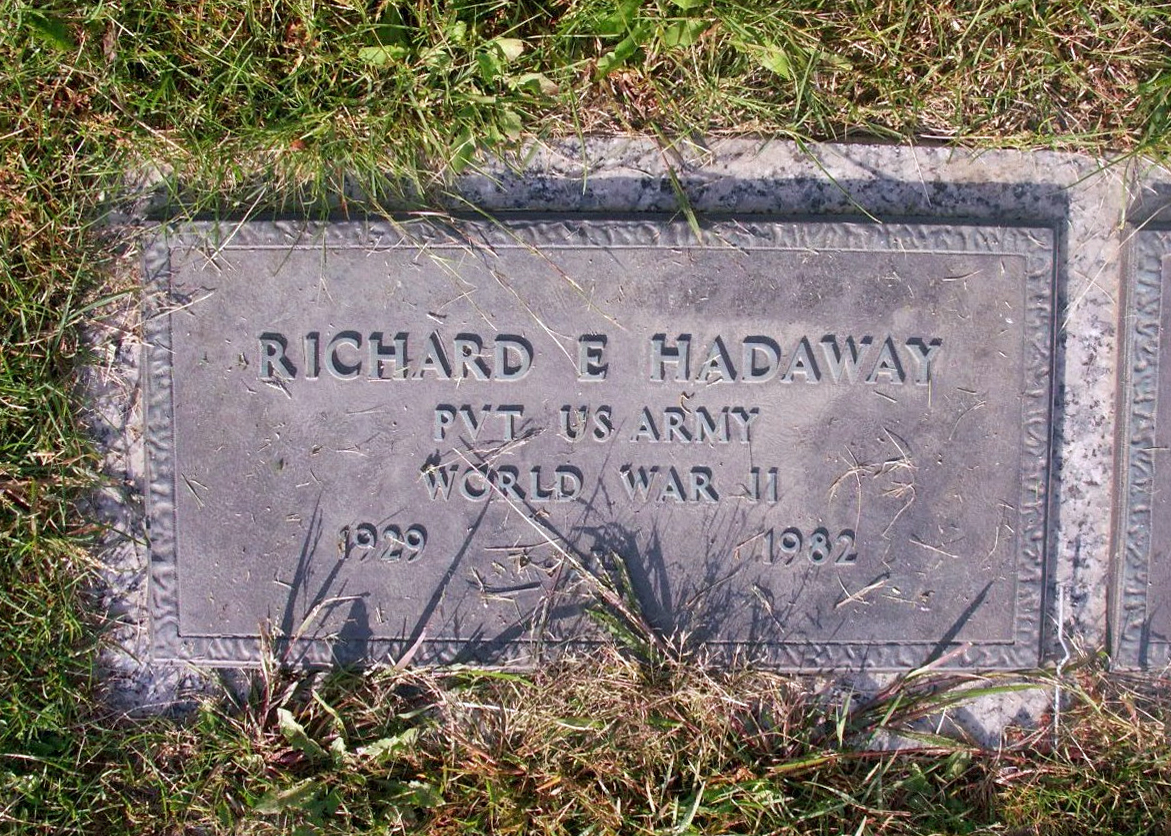 RICHARD E HADAWAY
PVT US ARMY
WORLD WAR II
1929 1982